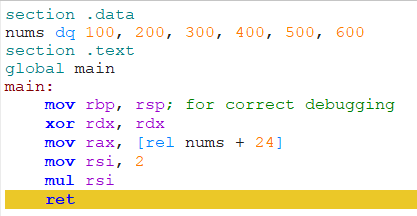 section .data
nums dq 100, 200, 300, 400, 500, 600
section .text
global main
main:
    mov rbp, rsp; for correct debugging
    xor rdx, rdx
    mov rax, [rel nums + 24]
    mov rsi, 2
    mul rsi
    ret